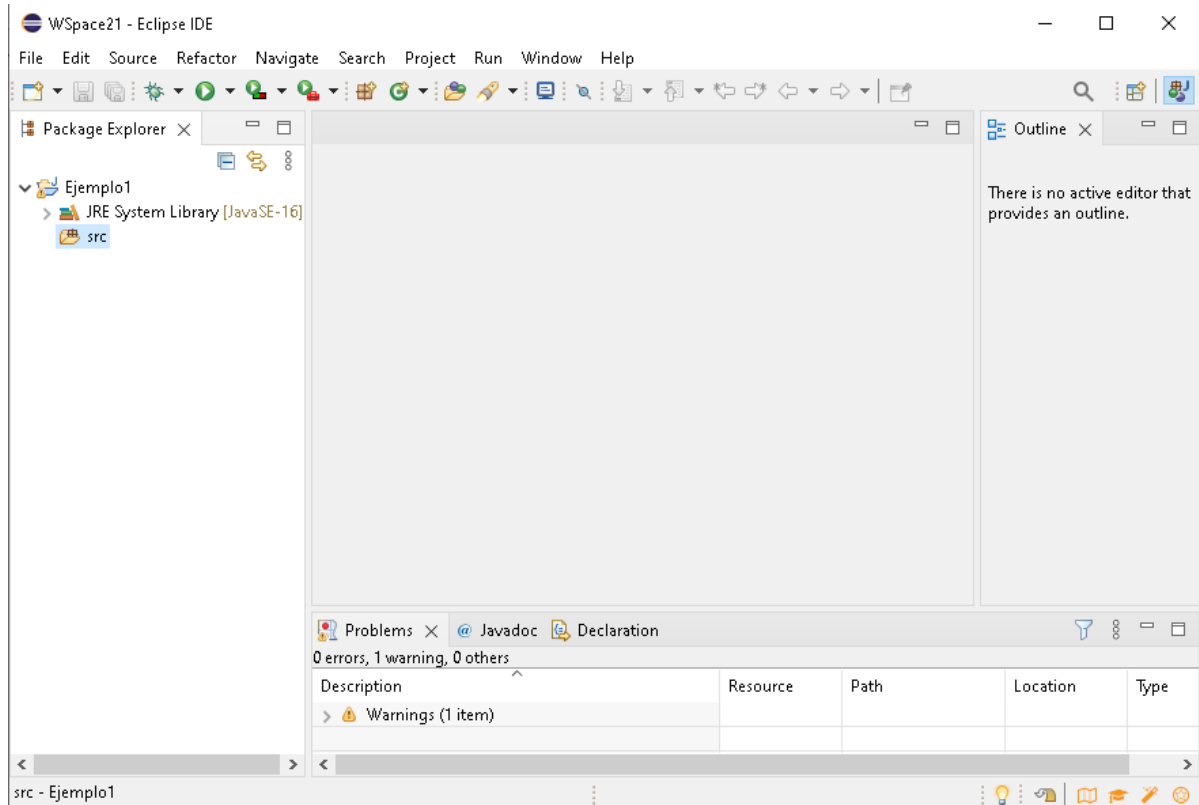 WSpace21 - Eclipse IDE
File Edit Source Refactor Navigate Search Project Run Window Help
Package Explorer
Outline
Ejemplo1
JRE System Library [JavaSE-16]
src
There is no active editor that
provides an outline.
Problems @ Javadoc Declaration
0 errors, 1 warning, 0 others
Description Resource Path Location Type
Warnings (1 item)
src - Ejemplo1